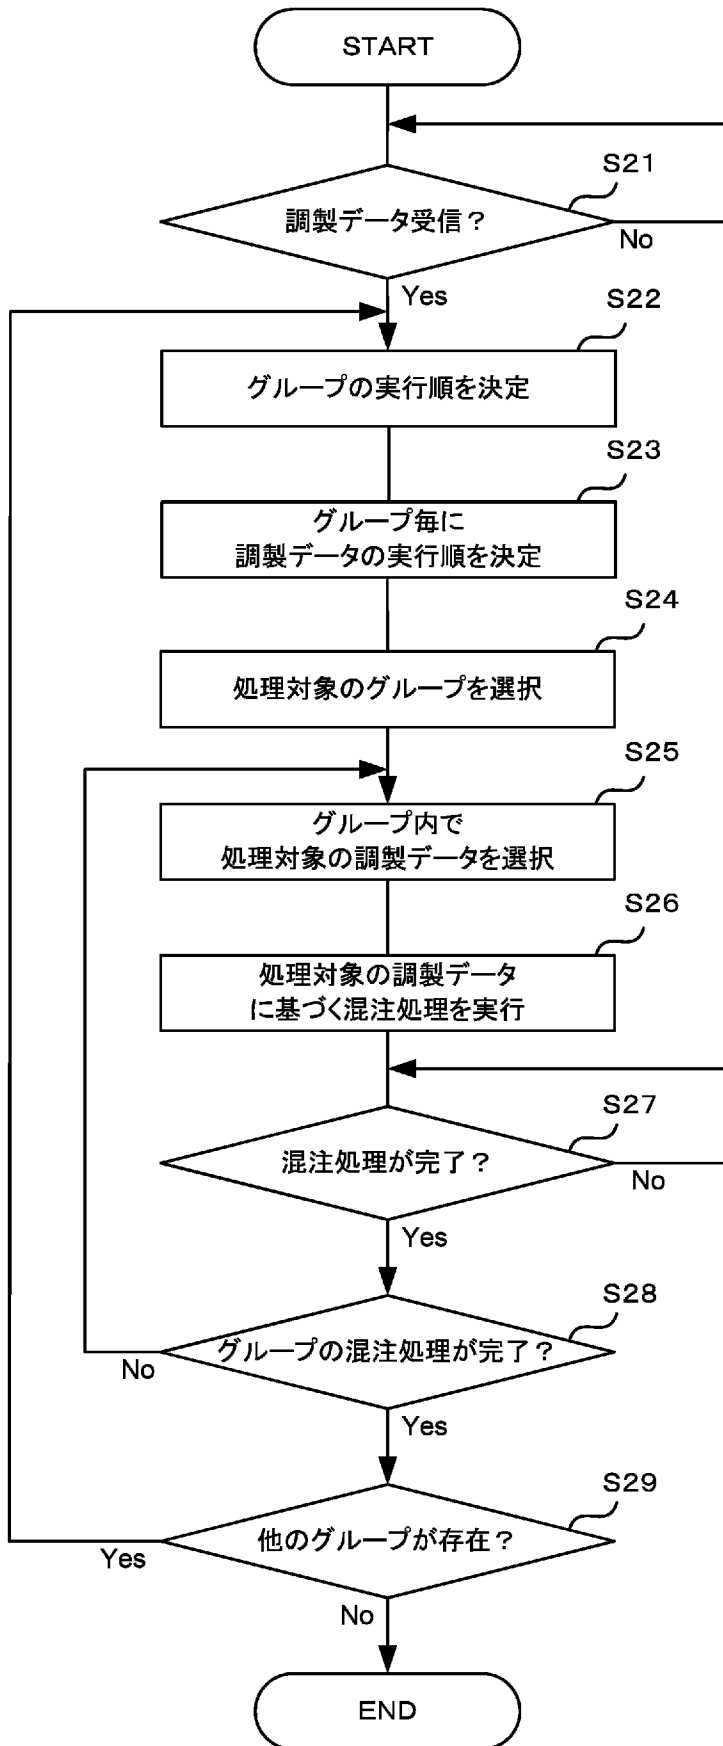 START
S21
調製データ受信？
No
Yes
S22
グループの実行順を決定
S23
グループ毎に
調製データの実行順を決定
S24
処理対象のグループを選択
S25
グループ内で
処理対象の調製データを選択
S26
処理対象の調製データ
に基づく混注処理を実行
S27
混注処理が完了？
No
Yes
S28
グループの混注処理が完了？
No
Yes
S29
他のグループが存在？
Yes
No
END